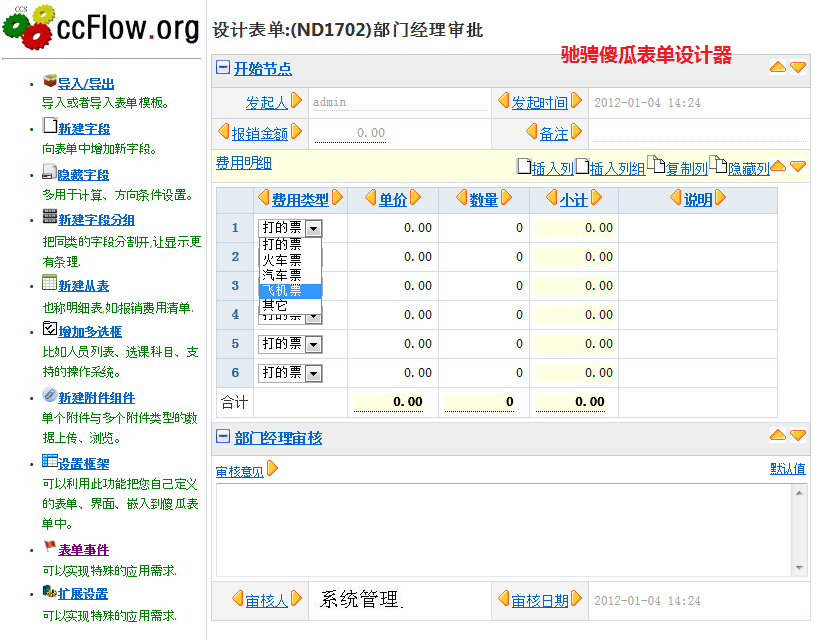 CCS
ccFlow.org
导入/导出
导入或者导入表单模板。
新建字段
向表单中增加新字段。
隐藏字段
多用于计算、方向条件设置。
新建字段分组
把同类的字段分割开,让显示更
有条理.
新建从表
也称明细表,如报销费用清单.
增加多选框
比如人员列表、选课科目、支
持的操作系统。
新建附件组件
单个附件与多个附件类型的数
据上传、浏览。
设置框架
可以利用此功能把您自己定义
的表单、界面、嵌入到傻瓜表
单中。
表单事件
可以实现特殊的应用需求.
扩展设置
可以实现特殊的应用需求.
设计表单:(ND1702)部门经理审批
驰骋傻瓜表单设计器
开始节点
发起人 admin 发起时间 2012-01-04 14:24
报销金额 0.00 备注
费用明细 插入列 插入列组 复制列 隐藏列
费用类型 单价 数量 小计 说明
1 打的票 0.00 0 0.00
打的票
火车票
汽车票
飞机票
其它
2 0.00 0 0.00
3 0.00 0 0.00
4 打的票 0.00 0 0.00
5 打的票 0.00 0 0.00
6 打的票 0.00 0 0.00
合计 0.00 0 0.00
部门经理审核
审核意见 默认值
审核人 系统管理. 审核日期 2012-01-04 14:24